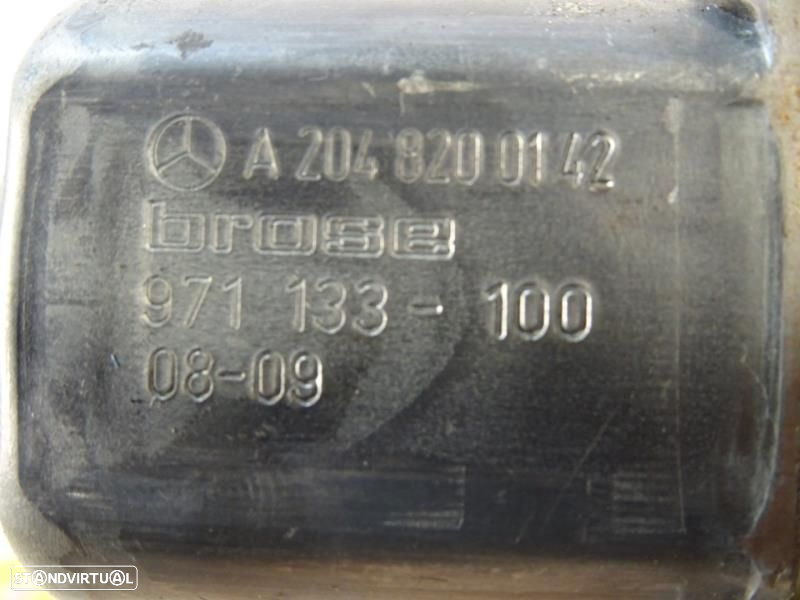 A 204 820 01 42
brose
971 133 - 100
08-09
STANDVIRTUAL